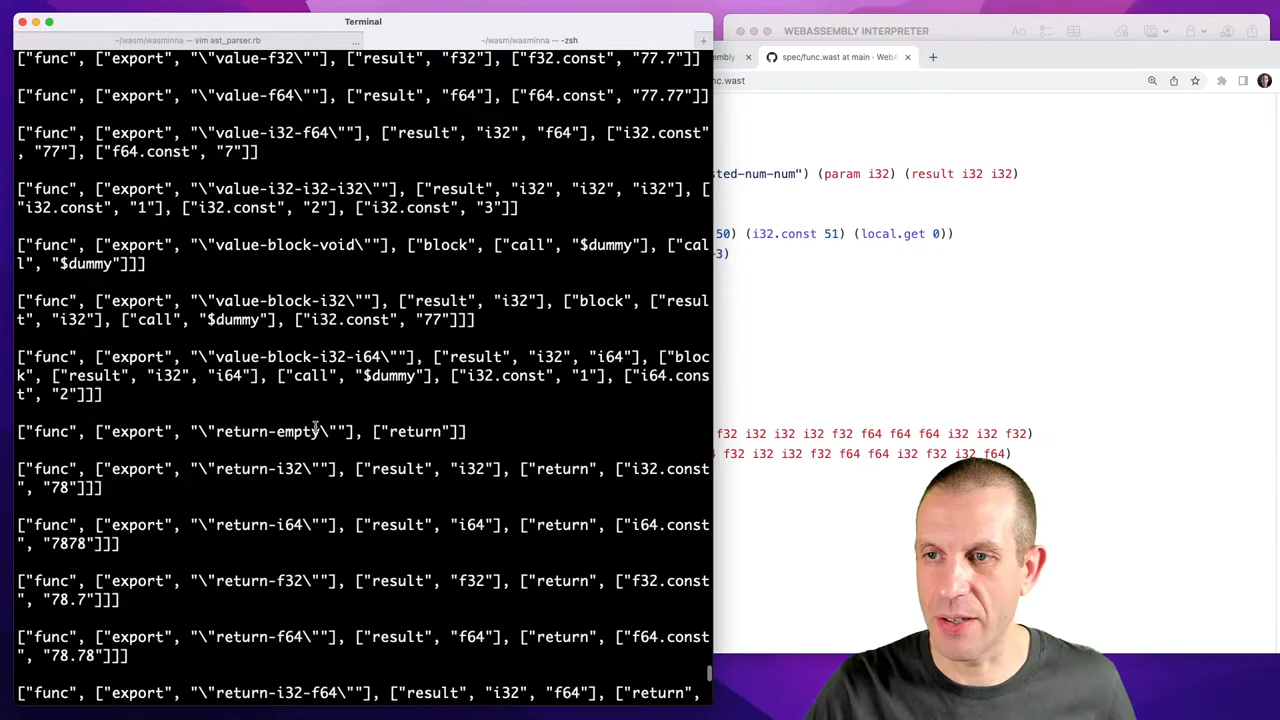 Terminal
~/wasm/wasminna — vim ast_parser.rb
...
~/wasm/wasminna — -zsh
+
["func", ["export", "\"value-f32\""], ["result", "f32"], ["f32.const", "77.7"]]
["func", ["export", "\"value-f64\""], ["result", "f64"], ["f64.const", "77.77"]]
["func", ["export", "\"value-i32-f64\""], ["result", "i32", "f64"], ["i32.const"
, "77"], ["f64.const", "7"]]
["func", ["export", "\"value-i32-i32-i32\""], ["result", "i32", "i32", "i32"], [
"i32.const", "1"], ["i32.const", "2"], ["i32.const", "3"]]
["func", ["export", "\"value-block-void\""], ["block", ["call", "$dummy"], ["cal
l", "$dummy"]]]
["func", ["export", "\"value-block-i32\""], ["result", "i32"], ["block", ["resul
t", "i32"], ["call", "$dummy"], ["i32.const", "77"]]]
["func", ["export", "\"value-block-i32-i64\""], ["result", "i32", "i64"], ["bloc
k", ["result", "i32", "i64"], ["call", "$dummy"], ["i32.const", "1"], ["i64.cons
t", "2"]]]
["func", ["export", "\"return-empty\""], ["return"]]
["func", ["export", "\"return-i32\""], ["result", "i32"], ["return", ["i32.const
", "78"]]]
["func", ["export", "\"return-i64\""], ["result", "i64"], ["return", ["i64.const
", "7878"]]]
["func", ["export", "\"return-f32\""], ["result", "f32"], ["return", ["f32.const
", "78.7"]]]
["func", ["export", "\"return-f64\""], ["result", "f64"], ["return", ["f64.const
", "78.78"]]]
["func", ["export", "\"return-i32-f64\""], ["result", "i32", "f64"], ["return",
WEBASSEMBLY INTERPRETER
Aa
embly
spec/func.wast at main · WebA
+
nc.wast
sted-num-num") (param i32) (result i32 i32)
50) (i32.const 51) (local.get 0))
-3)
f32 i32 i32 i32 f32 f64 f64 f64 i32 i32 f32)
f32 i32 i32 f32 f64 f64 i32 f32 i32 f64)